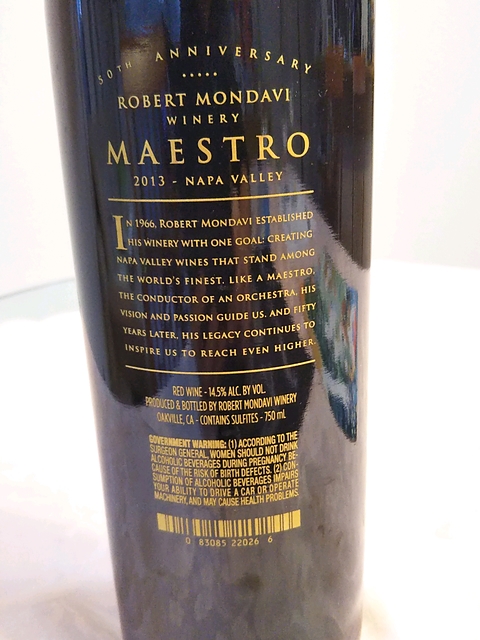 50TH ANNIVERSARY
ROBERT MONDAVI
WINERY
MAESTRO
2013 - NAPA VALLEY
IN 1966, ROBERT MONDAVI ESTABLISHED
HIS WINERY WITH ONE GOAL: CREATING
NAPA VALLEY WINES THAT STAND AMONG
THE WORLD'S FINEST. LIKE A MAESTRO,
THE CONDUCTOR OF AN ORCHESTRA, HIS
VISION AND PASSION GUIDE US. AND FIFTY
YEARS LATER, HIS LEGACY CONTINUES TO
INSPIRE US TO REACH EVEN HIGHER.
RED WINE - 14.5% ALC. BY VOL.
PRODUCED & BOTTLED BY ROBERT MONDAVI WINERY
OAKVILLE, CA - CONTAINS SULFITES - 750 mL
GOVERNMENT WARNING: (1) ACCORDING TO THE
SURGEON GENERAL, WOMEN SHOULD NOT DRINK
ALCOHOLIC BEVERAGES DURING PREGNANCY BE-
CAUSE OF THE RISK OF BIRTH DEFECTS. (2) CON-
SUMPTION OF ALCOHOLIC BEVERAGES IMPAIRS
YOUR ABILITY TO DRIVE A CAR OR OPERATE
MACHINERY, AND MAY CAUSE HEALTH PROBLEMS.
0 83085 22026 6